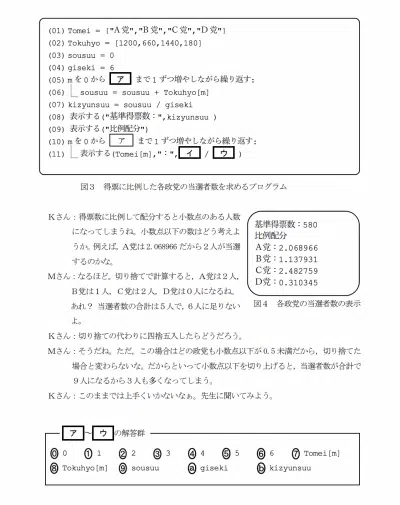 (01) Tomei = ["A党","B党","C党","D党"]
(02) Tokuhyo = [1200,660,1440,180]
(03) sousuu = 0
(04) giseki = 6
(05) mを0から ア まで1ずつ増やしながら繰り返す:
(06) sousuu = sousuu + Tokuhyo[m]
(07) kizyunsuu = sousuu / giseki
(08) 表示する("基準得票数:",kizyunsuu )
(09) 表示する("比例配分")
(10) mを0から ア まで1ずつ増やしながら繰り返す:
(11) 表示する(Tomei[m],":", イ / ウ )
図3 得票に比例した各政党の当選者数を求めるプログラム
Kさん:得票数に比例して配分すると小数点のある人数
になってしまうね。小数点以下の数はどう考えよ
うか。例えば,A党は2.068966だから2人が当選
するのかな。
Mさん:なるほど。切り捨てで計算すると,A党は2人,
B党は1人,C党は2人,D党は0人になるね。
あれ? 当選者数の合計は5人で,6人に足りない
よ。
基準得票数:580
比例配分
A党:2.068966
B党:1.137931
C党:2.482759
D党:0.310345
図4 各政党の当選者数の表示
Kさん:切り捨ての代わりに四捨五入したらどうだろう。
Mさん:そうだね。ただ,この場合はどの政党も小数点以下が0.5未満だから,切り捨てた
場合と変わらないな。だからといって小数点以下を切り上げると,当選者数が合計で
9人になるから3人も多くなってしまう。
Kさん:このままでは上手くいかないなぁ。先生に聞いてみよう。
ア ~ ウ の解答群
⓪ 0 ① 1 ② 2 ③ 3 ④ 4 ⑤ 5 ⑥ 6 ⑦ Tomei[m]
⑧ Tokuhyo[m] ⑨ sousuu ⓐ giseki ⓑ kizyunsuu